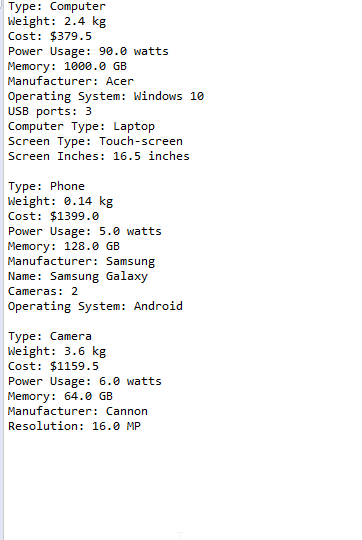 Type: Computer
Weight: 2.4 kg
Cost: $379.5
Power Usage: 90.0 watts
Memory: 1000.0 GB
Manufacturer: Acer
Operating System: Windows 10
USB ports: 3
Computer Type: Laptop
Screen Type: Touch-screen
Screen Inches: 16.5 inches

Type: Phone
Weight: 0.14 kg
Cost: $1399.0
Power Usage: 5.0 watts
Memory: 128.0 GB
Manufacturer: Samsung
Name: Samsung Galaxy
Cameras: 2
Operating System: Android

Type: Camera
Weight: 3.6 kg
Cost: $1159.5
Power Usage: 6.0 watts
Memory: 64.0 GB
Manufacturer: Cannon
Resolution: 16.0 MP